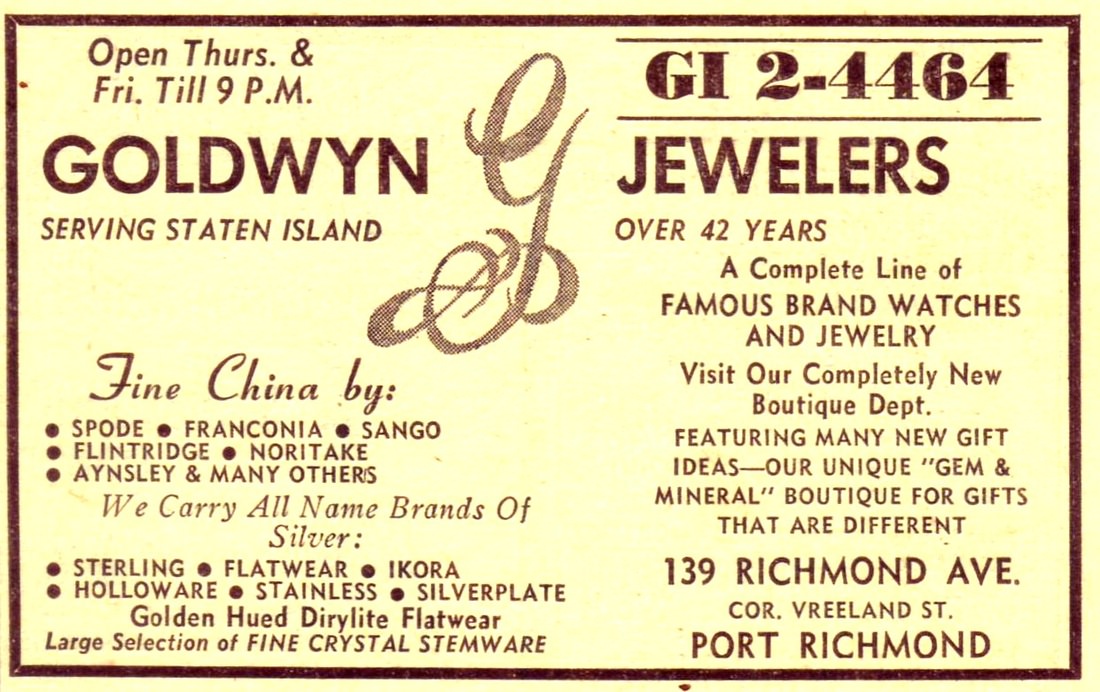 Open Thurs. &
Fri. Till 9 P.M.
GOLDWYN
SERVING STATEN ISLAND
G
GI 2-4464
JEWELERS
OVER 42 YEARS
A Complete Line of
FAMOUS BRAND WATCHES
AND JEWELRY
Visit Our Completely New
Boutique Dept.
FEATURING MANY NEW GIFT
IDEAS—OUR UNIQUE "GEM &
MINERAL" BOUTIQUE FOR GIFTS
THAT ARE DIFFERENT
139 RICHMOND AVE.
COR. VREELAND ST.
PORT RICHMOND
Fine China by:
● SPODE ● FRANCONIA ● SANGO
● FLINTRIDGE ● NORITAKE
● AYNSLEY & MANY OTHERS
We Carry All Name Brands Of
Silver:
● STERLING ● FLATWEAR ● IKORA
● HOLLOWARE ● STAINLESS ● SILVERPLATE
Golden Hued Dirylite Flatwear
Large Selection of FINE CRYSTAL STEMWARE